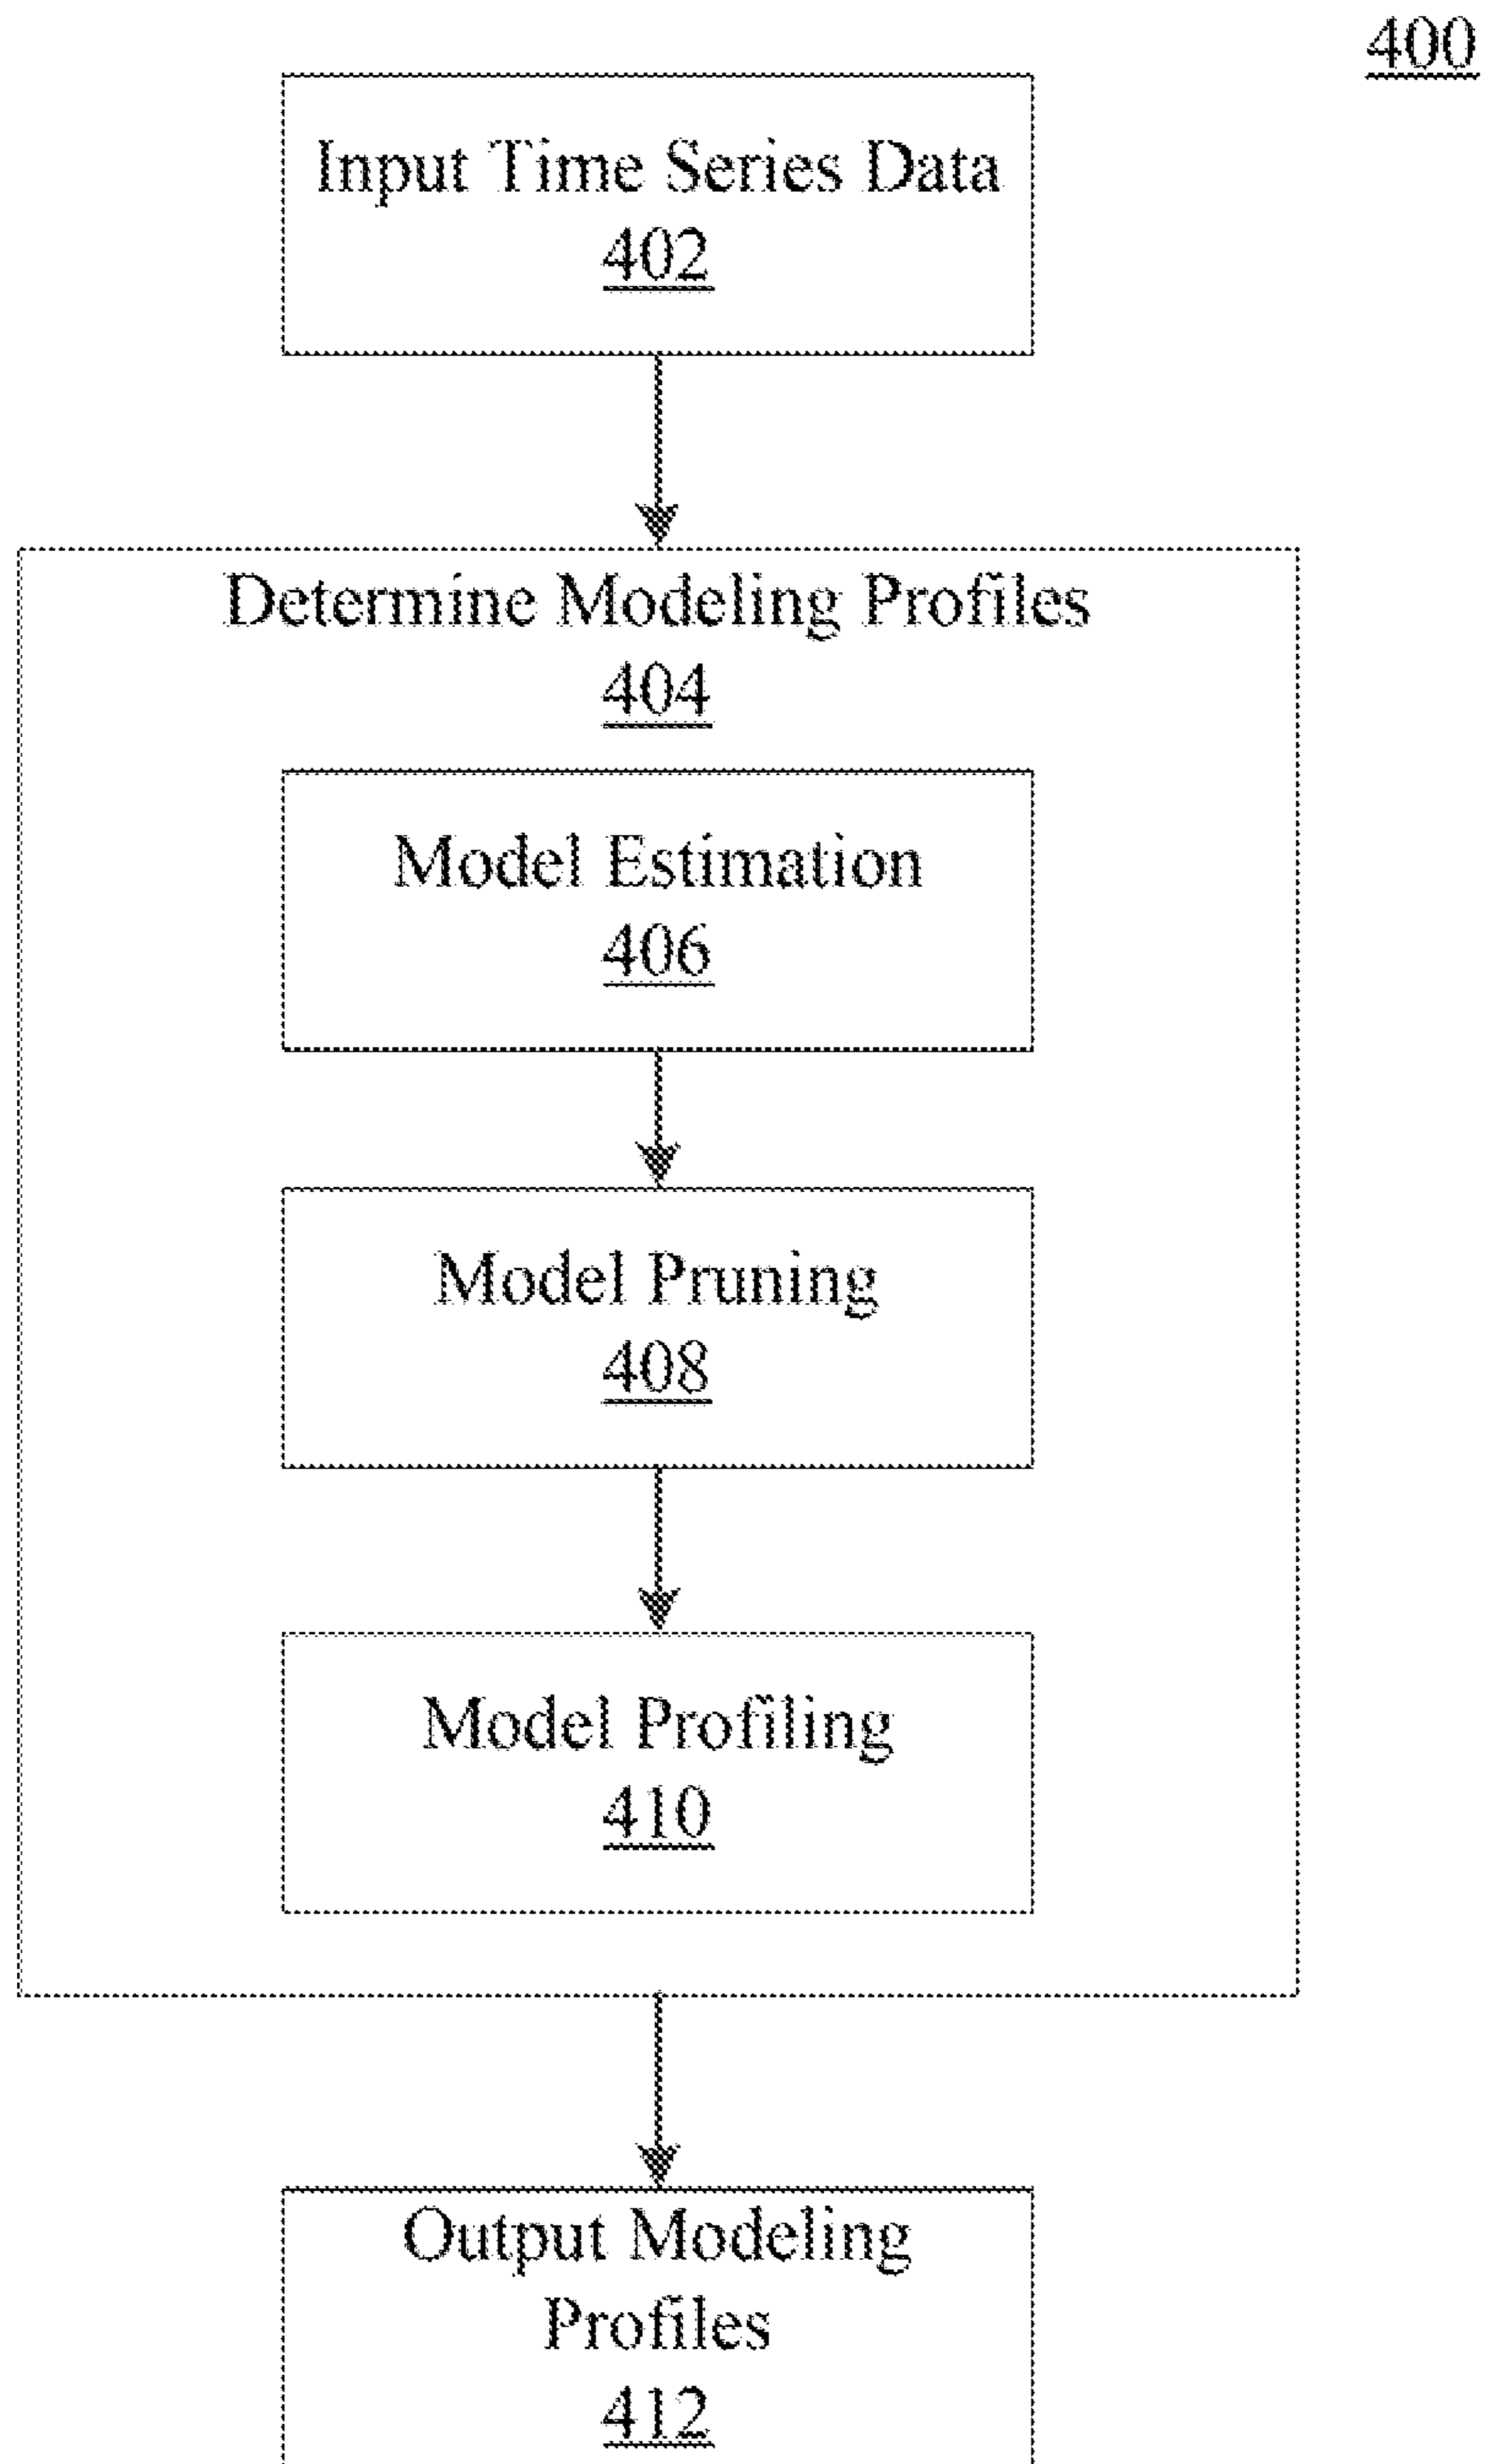 400
Input Time Series Data
402
Determine Modeling Profiles
404
Model Estimation
406
Model Pruning
408
Model Profiling
410
Output Modeling
Profiles
412